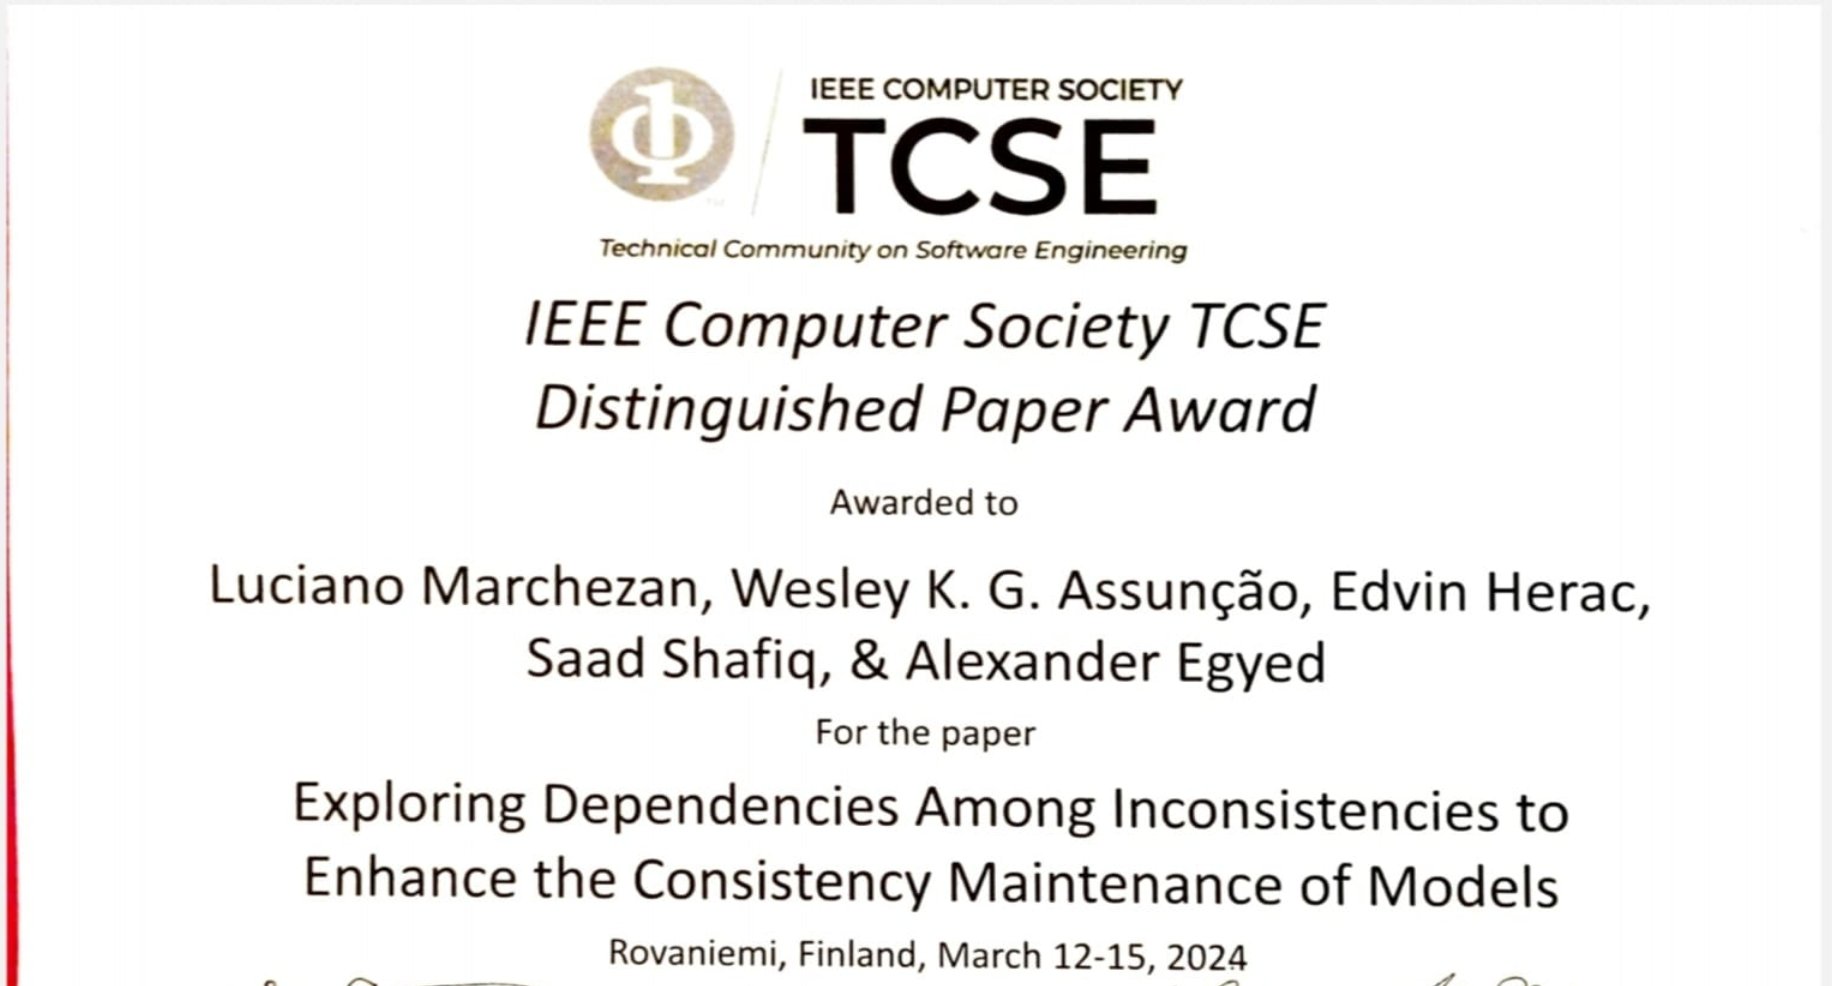 IEEE COMPUTER SOCIETY
TCSE
Technical Community on Software Engineering
IEEE Computer Society TCSE
Distinguished Paper Award
Awarded to
Luciano Marchezan, Wesley K. G. Assunção, Edvin Herac,
Saad Shafiq, & Alexander Egyed
For the paper
Exploring Dependencies Among Inconsistencies to
Enhance the Consistency Maintenance of Models
Rovaniemi, Finland, March 12-15, 2024